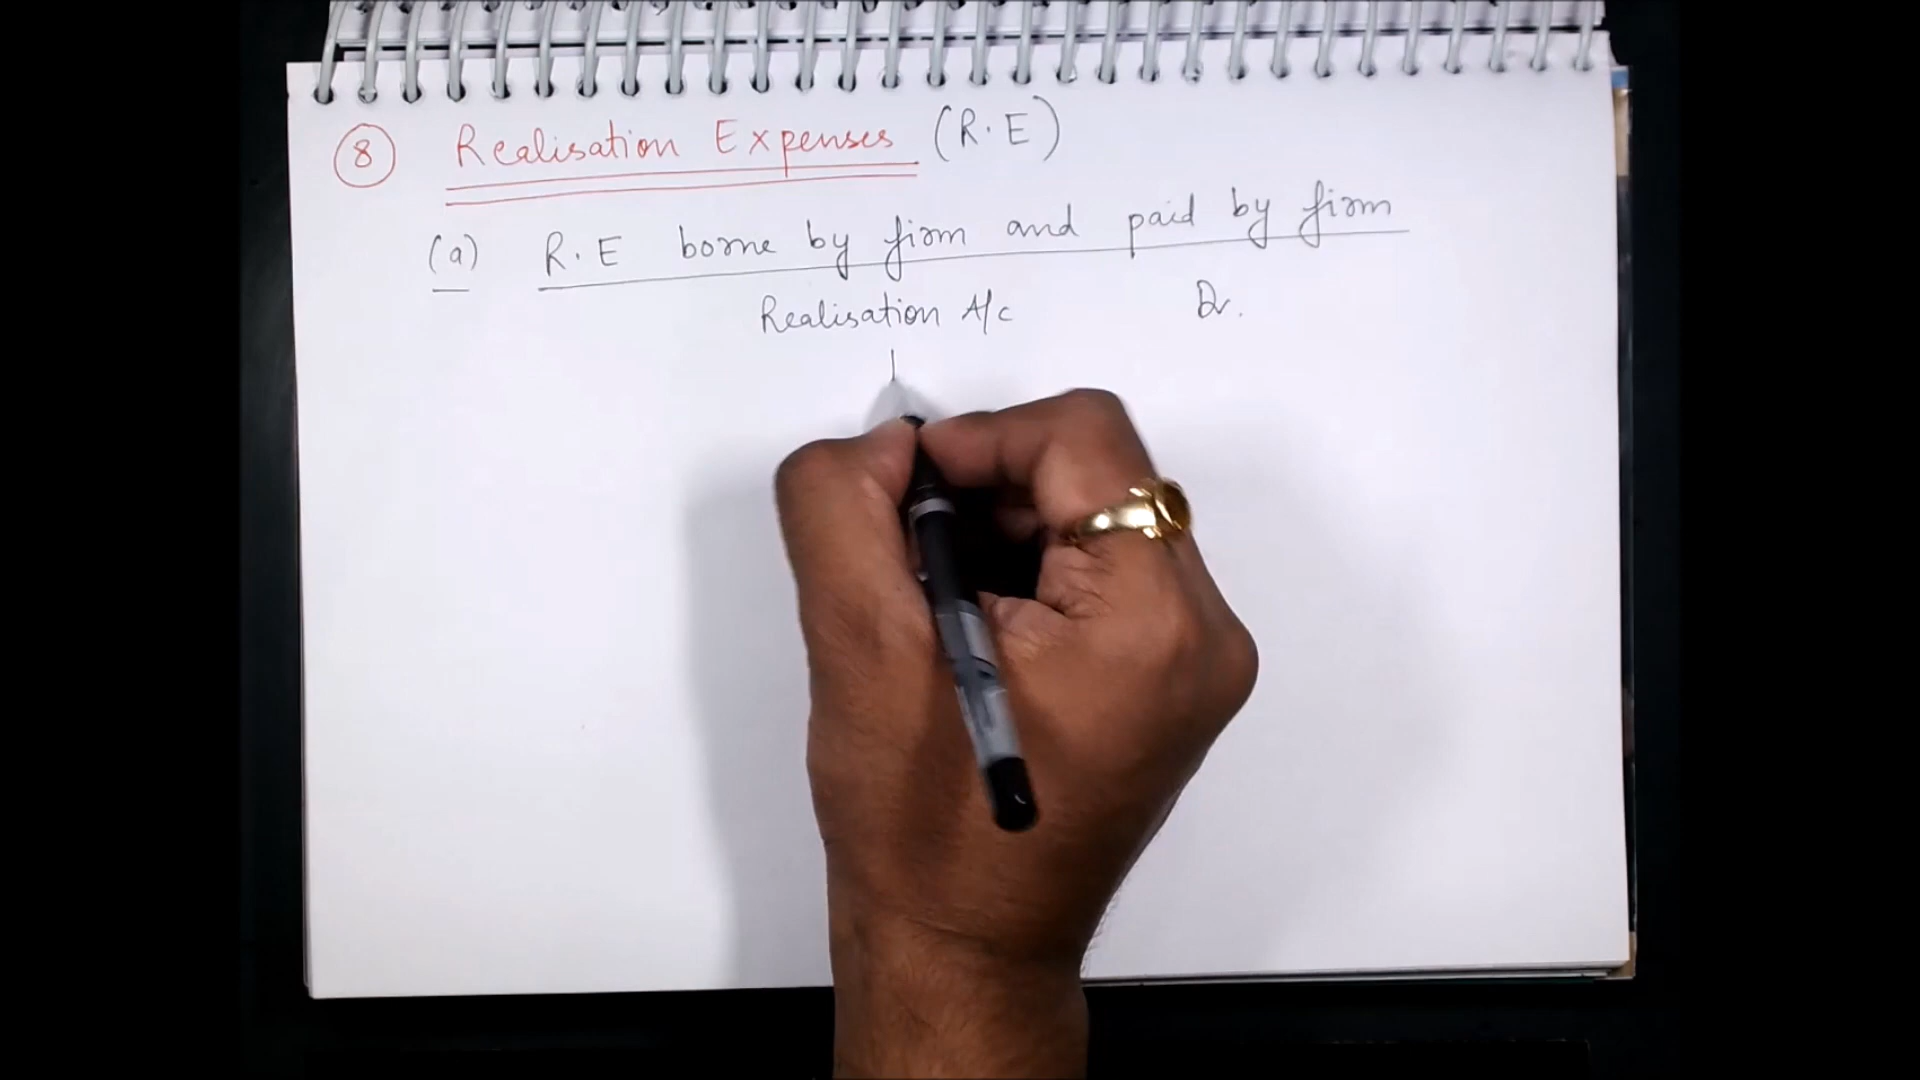 8 Realisation Expenses (R.E)
(a) R.E borne by firm and paid by firm
Realisation A/c Dr.